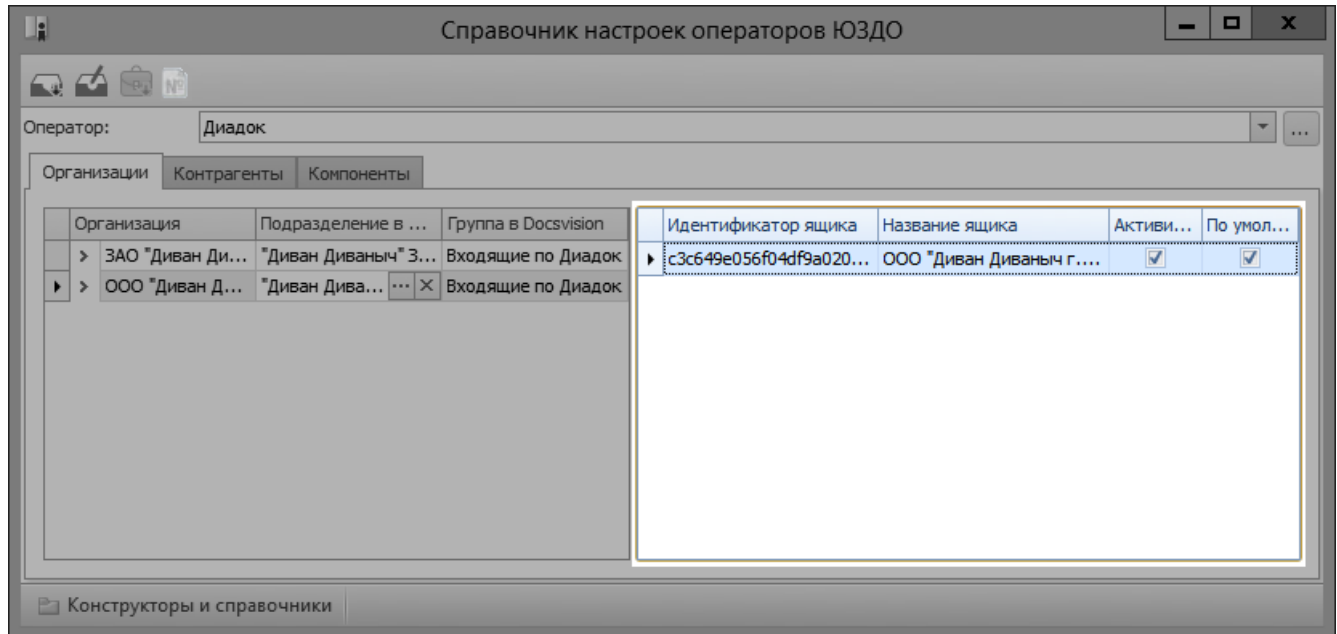 Справочник настроек операторов ЮЗДО
Оператор: Диадок
Организации Контрагенты Компоненты
Организация Подразделение в ... Группа в Docsvision Идентификатор ящика Название ящика Активи... По умол...
ЗАО "Диван Ди... "Диван Диваныч" З... Входящие по Диадок c3c649e056f04df9a020... ООО "Диван Диваныч г....
ООО "Диван Д... "Диван Дива... Входящие по Диадок
Конструкторы и справочники